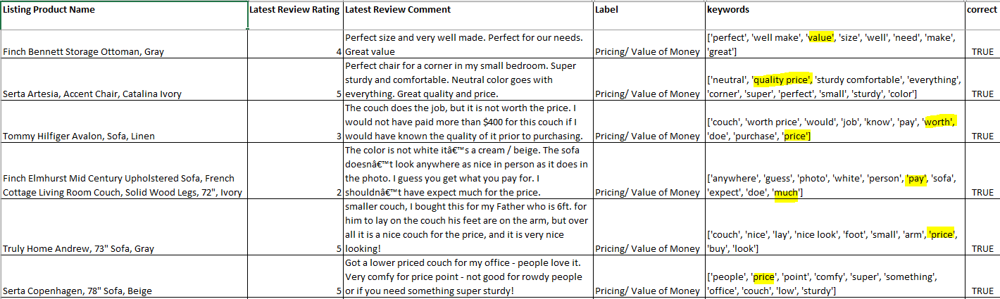 Listing Product Name Latest Review Rating Latest Review Comment Label keywords correct
Perfect size and very well made. Perfect for our needs. ['perfect', 'well make', 'value', 'size', 'well', 'need', 'make',
Finch Bennett Storage Ottoman, Gray 4 Great value Pricing/ Value of Money 'great'] TRUE
Perfect chair for a corner in my small bedroom. Super
sturdy and comfortable. Neutral color goes with ['neutral', 'quality price', 'sturdy comfortable', 'everything',
Serta Artesia, Accent Chair, Catalina Ivory 5 everything. Great quality and price. Pricing/ Value of Money 'corner', 'super', 'perfect', 'small', 'sturdy', 'color'] TRUE
The couch does the job, but it is not worth the price. I
would not have paid more than $400 for this couch if I ['couch', 'worth price', 'would', 'job', 'know', 'pay', 'worth',
Tommy Hilfiger Avalon, Sofa, Linen 3 would have known the quality of it prior to purchasing. Pricing/ Value of Money 'doe', 'purchase', 'price'] TRUE
The color is not white itâ€™s a cream / beige. The sofa
doesnâ€™t look anywhere as nice in person as it does in
Finch Elmhurst Mid Century Upholstered Sofa, French the photo. I guess you get what you pay for. I ['anywhere', 'guess', 'photo', 'white', 'person', 'pay', 'sofa',
Cottage Living Room Couch, Solid Wood Legs, 72", Ivory 2 shouldnâ€™t have expect much for the price. Pricing/ Value of Money 'expect', 'doe', 'much'] TRUE
smaller couch, I bought this for my Father who is 6ft. for
him to lay on the couch his feet are on the arm, but over
all it is a nice couch for the price, and it is very nice ['couch', 'nice', 'lay', 'nice look', 'foot', 'small', 'arm', 'price',
Truly Home Andrew, 73" Sofa, Gray 5 looking! Pricing/ Value of Money 'buy', 'look'] TRUE
Got a lower priced couch for my office - people love it.
Very comfy for price point - not good for rowdy people ['people', 'price', 'point', 'comfy', 'super', 'something',
Serta Copenhagen, 78" Sofa, Beige 5 or if you need something super sturdy! Pricing/ Value of Money 'office', 'couch', 'low', 'sturdy'] TRUE